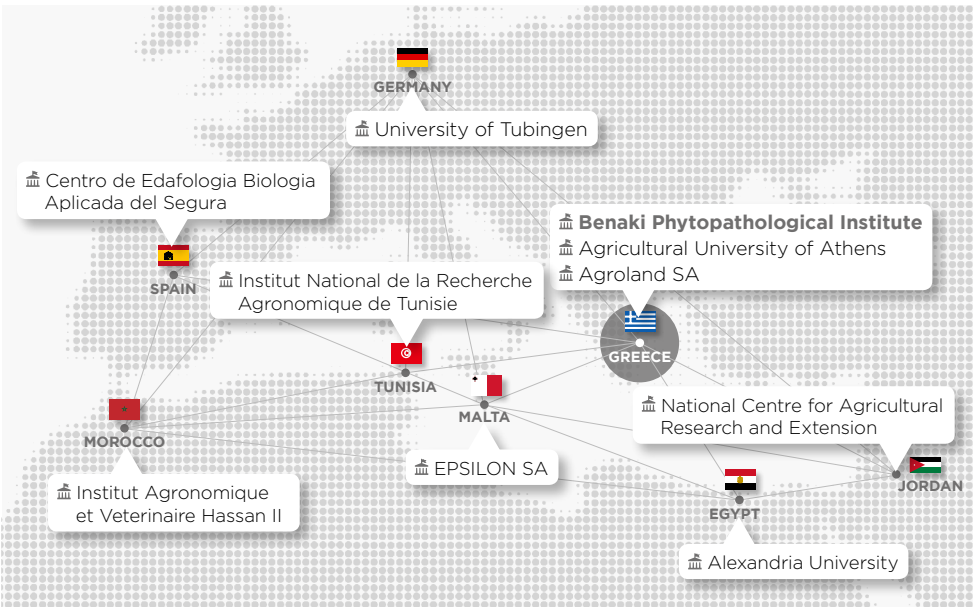 GERMANY
University of Tubingen
Centro de Edafologia Biologia
Aplicada del Segura
SPAIN
Institut National de la Recherche
Agronomique de Tunisie
TUNISIA
Benaki Phytopathological Institute
Agricultural University of Athens
Agroland SA
GREECE
MALTA
EPSILON SA
MOROCCO
Institut Agronomique
et Veterinaire Hassan II
National Centre for Agricultural
Research and Extension
JORDAN
EGYPT
Alexandria University